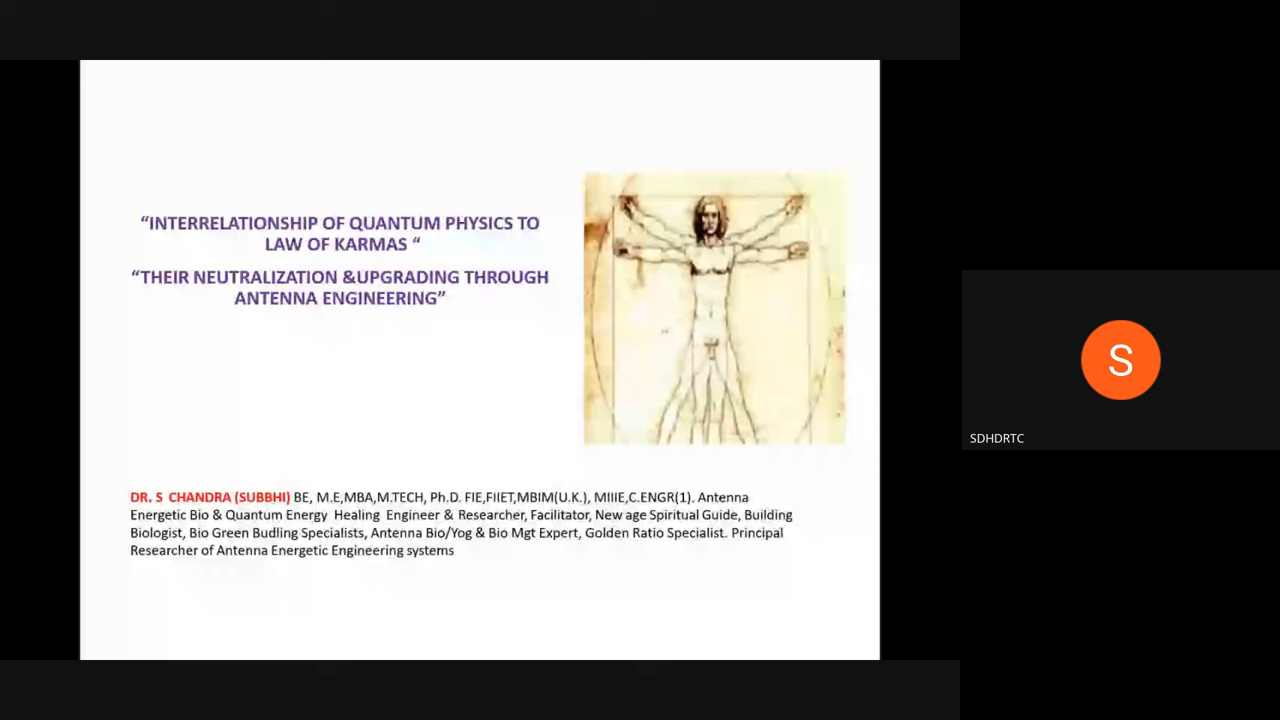 “INTERRELATIONSHIP OF QUANTUM PHYSICS TO
LAW OF KARMAS “
“THEIR NEUTRALIZATION &UPGRADING THROUGH
ANTENNA ENGINEERING”
DR. S CHANDRA (SUBBHI) BE, M.E,MBA,M.TECH, Ph.D. FIE,FIIET,MBIM(U.K.), MIIIE,C.ENGR(1). Antenna
Energetic Bio & Quantum Energy Healing Engineer & Researcher, Facilitator, New age Spiritual Guide, Building
Biologist, Bio Green Budling Specialists, Antenna Bio/Yog & Bio Mgt Expert, Golden Ratio Specialist. Principal
Researcher of Antenna Energetic Engineering systems
S
SDHDRTC